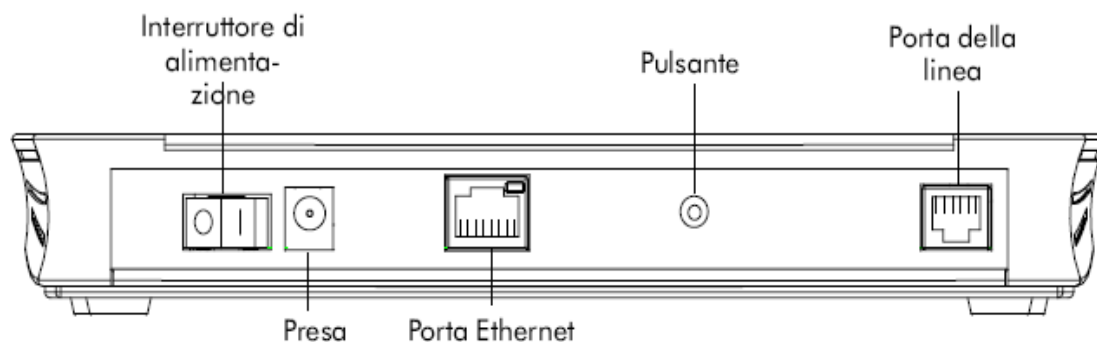 Interruttore di
alimenta-
zione
Pulsante
Porta della
linea
Presa
Porta Ethernet